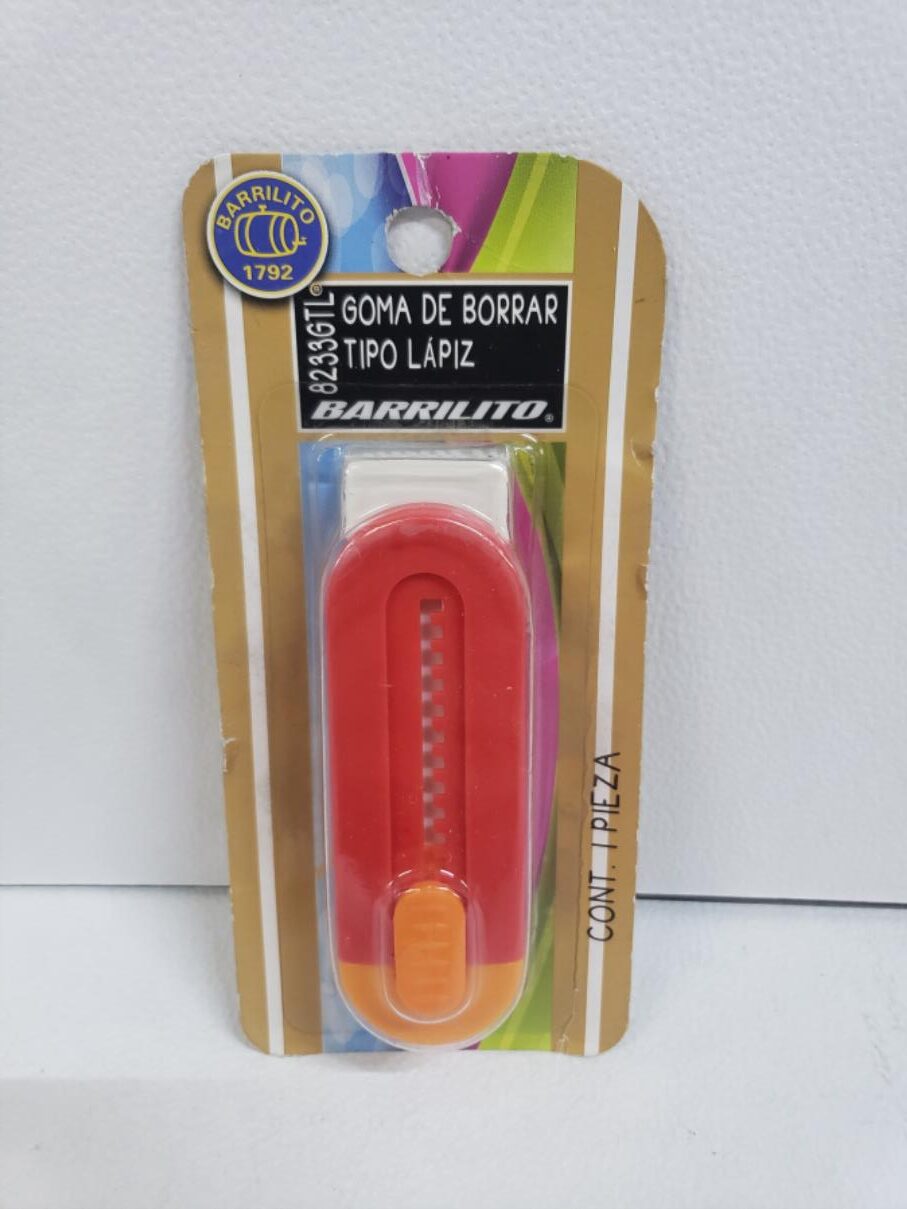 BARRILITO
1792
8233GTL®
GOMA DE BORRAR
TIPO LÁPIZ
BARRILITO®
CONT. 1 PIEZA